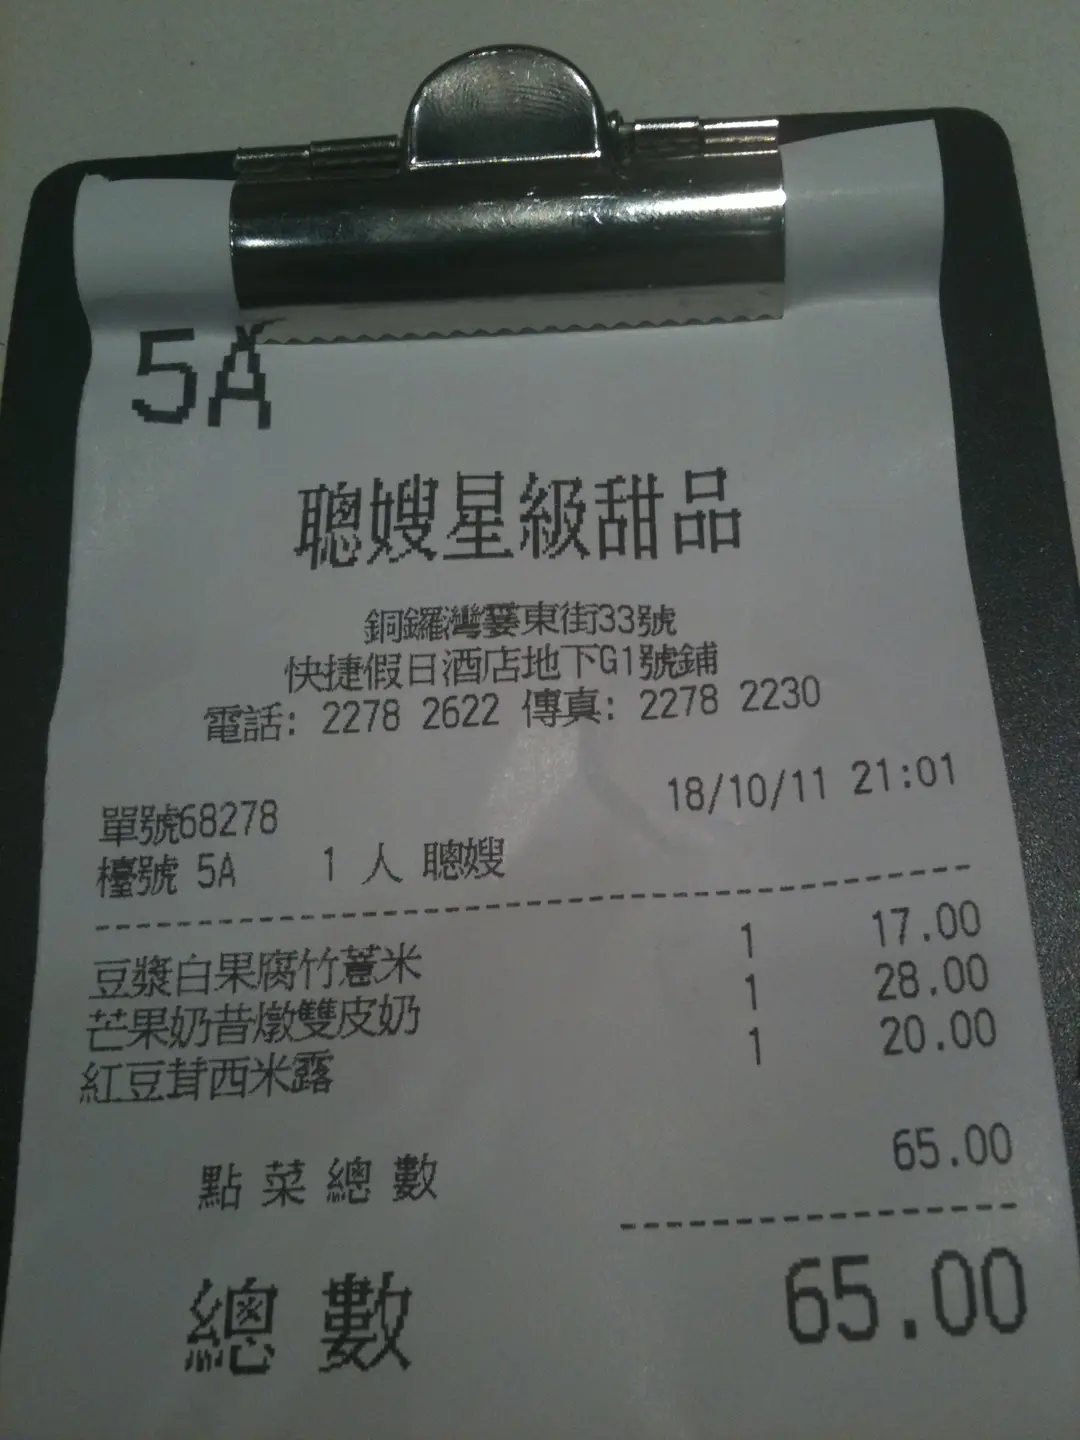 5A
聰嫂星級甜品
銅鑼灣霎東街33號
快捷假日酒店地下G1號鋪
電話: 2278 2622 傳真: 2278 2230
18/10/11 21:01
單號68278
檯號 5A 1 人 聰嫂
豆漿白果腐竹薏米 1 17.00
芒果奶昔燉雙皮奶 1 28.00
紅豆茸西米露 1 20.00
點菜總數 65.00
總數 65.00